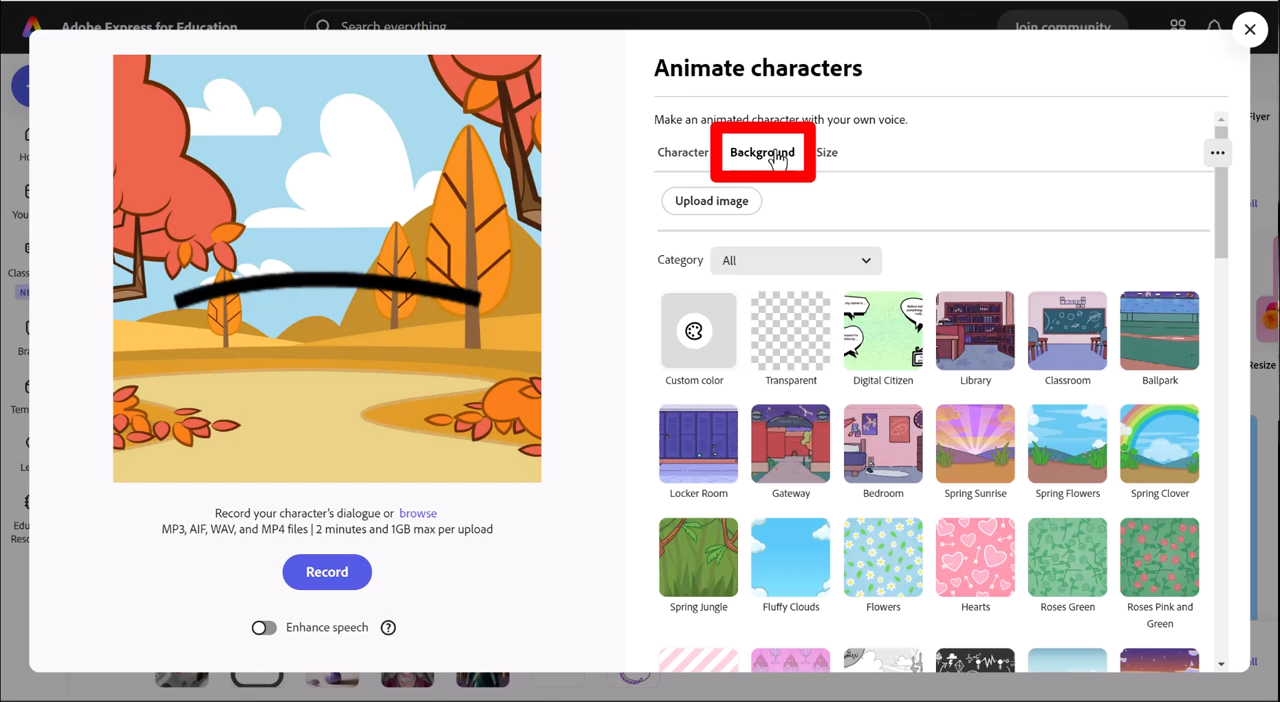 Adobe Express for Education
Search everything
Join community
Animate characters
Make an animated character with your own voice.
Character
Background
Size
Upload image
Category
All
Custom color
Transparent
Digital Citizen
Library
Classroom
Ballpark
Locker Room
Gateway
Bedroom
Spring Sunrise
Spring Flowers
Spring Clover
Spring Jungle
Fluffy Clouds
Flowers
Hearts
Roses Green
Roses Pink and
Green
Record your character's dialogue or browse
MP3, AIF, WAV, and MP4 files | 2 minutes and 1GB max per upload
Record
Enhance speech
Flyer
Resize